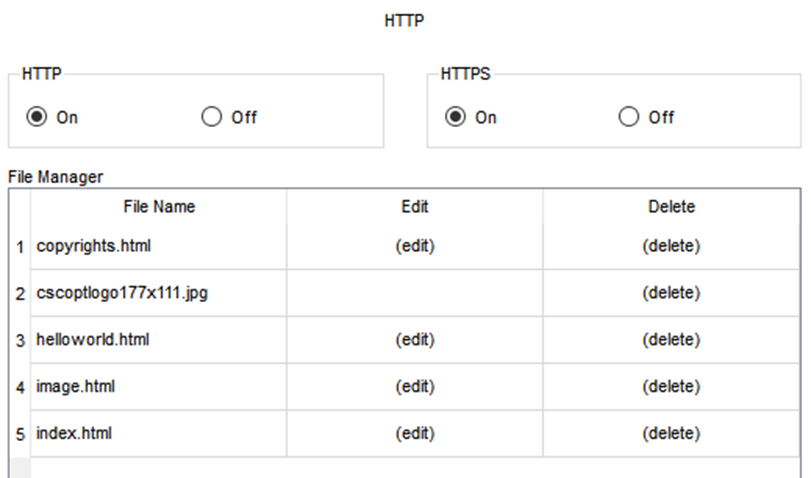 HTTP
HTTP HTTPS
On Off On Off
File Manager
File Name Edit Delete
1 copyrights.html (edit) (delete)
2 cscoptlogo177x111.jpg (delete)
3 helloworld.html (edit) (delete)
4 image.html (edit) (delete)
5 index.html (edit) (delete)